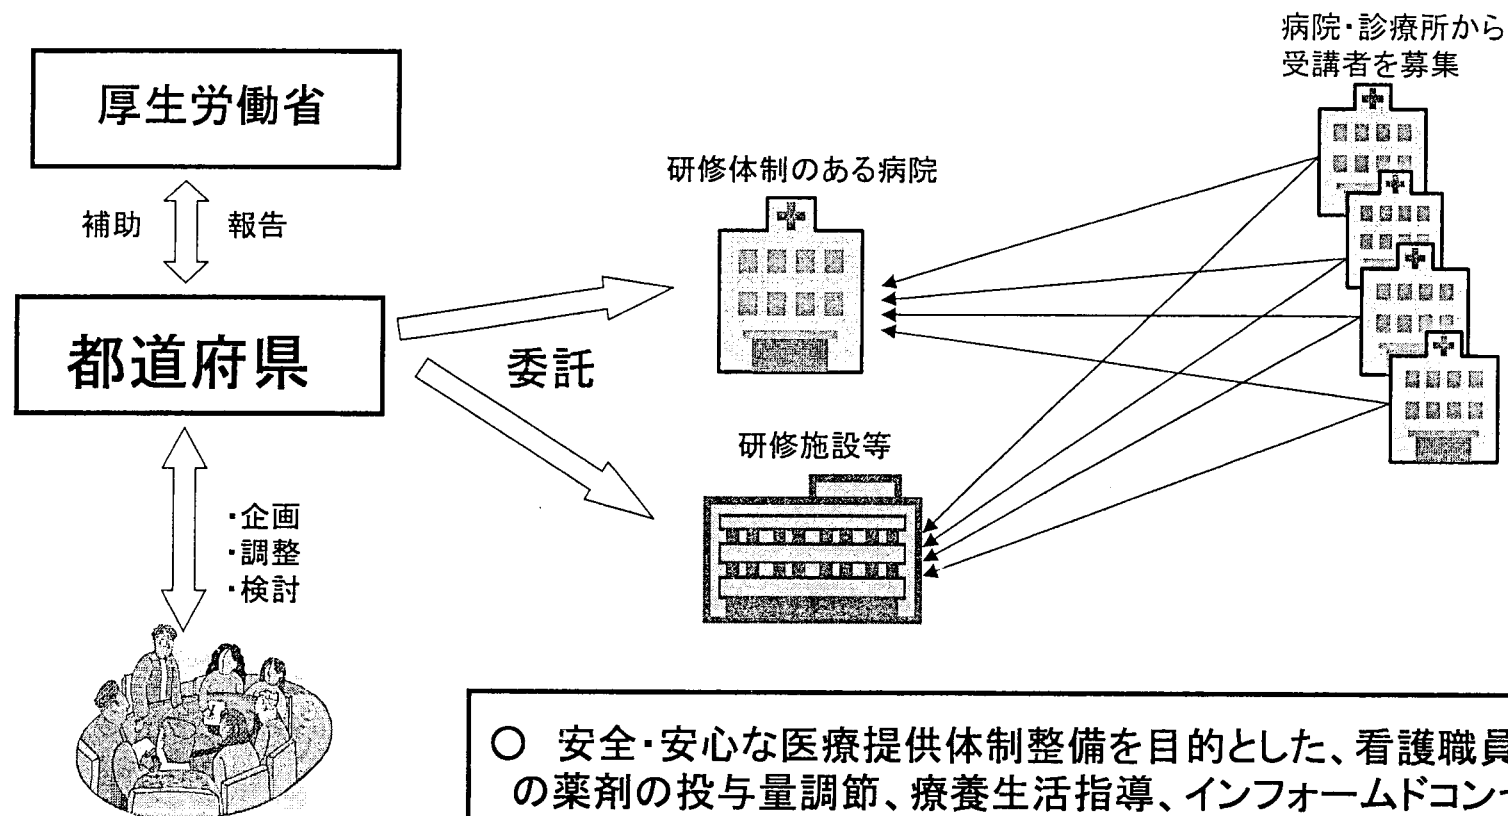 厚生労働省
補助
報告
都道府県
委託
・企画
・調整
・検討
研修体制のある病院
研修施設等
病院・診療所から
受講者を募集
○ 安全・安心な医療提供体制整備を目的とした、看護職員
の薬剤の投与量調節、療養生活指導、インフォームドコン